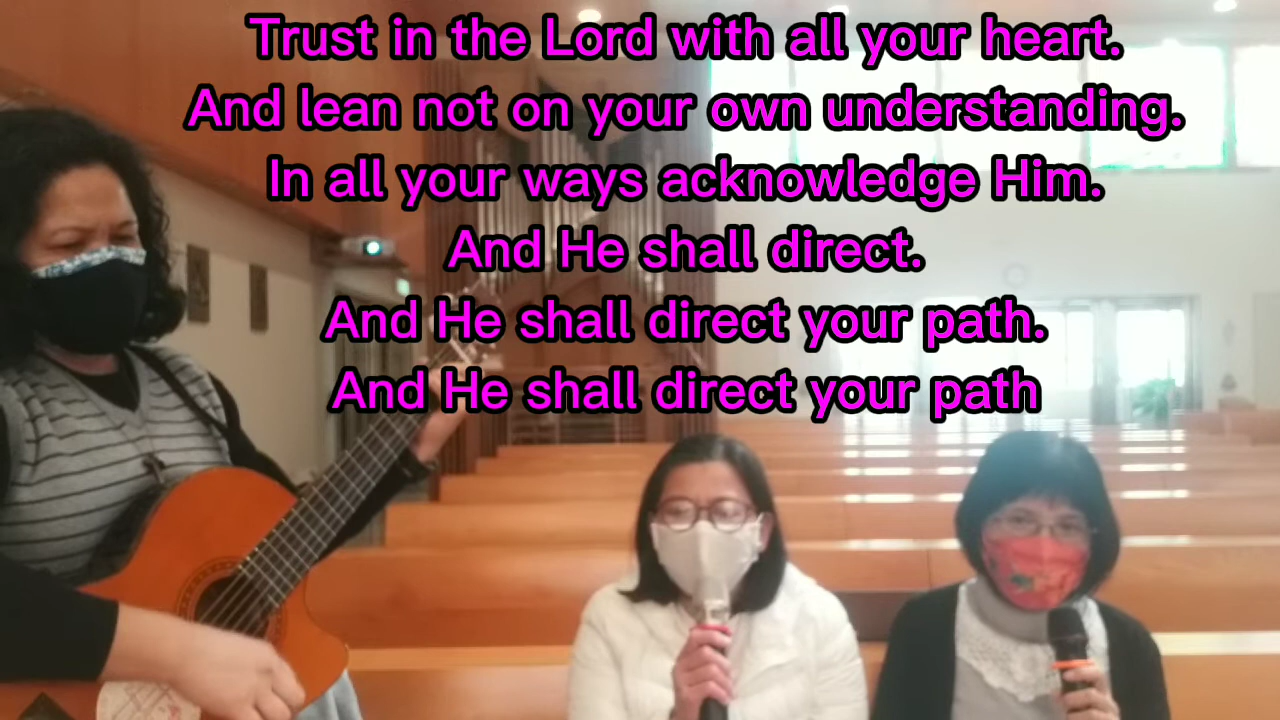 Trust in the Lord with all your heart.
And lean not on your own understanding.
In all your ways acknowledge Him.
And He shall direct.
And He shall direct your path.
And He shall direct your path